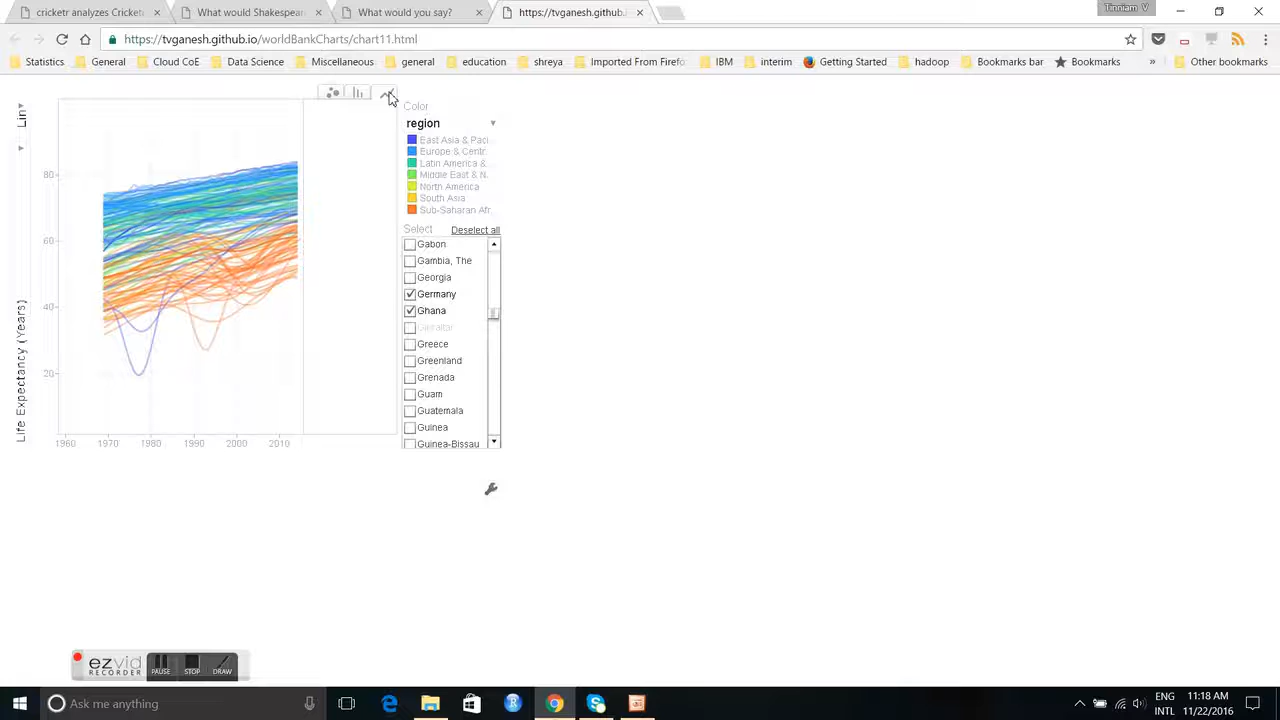 cricketr analyzes Cricket
What would Shakespear
What would you say?
https://tvganesh.github.i
Tinniam V
https://tvganesh.github.io/worldBankCharts/chart11.html
Statistics
General
Cloud CoE
Data Science
Miscellaneous
general
education
shreya
Imported From Firefo
IBM
interim
Getting Started
hadoop
Bookmarks bar
Bookmarks
»
Other bookmarks
Lin
Color
region
East Asia & Paci
Europe & Centr
Latin America &
Middle East & N.
North America
South Asia
Sub-Saharan Afr
Select
Deselect all
Gabon
Gambia, The
Georgia
Germany
Ghana
Gibraltar
Greece
Greenland
Grenada
Guam
Guatemala
Guinea
Guinea-Bissau
80
60
40
20
Life Expectancy (Years)
1960
1970
1980
1990
2000
2010
ezvid
RECORDER
PAUSE
STOP
DRAW
Ask me anything
ENG
INTL
11:18 AM
11/22/2016